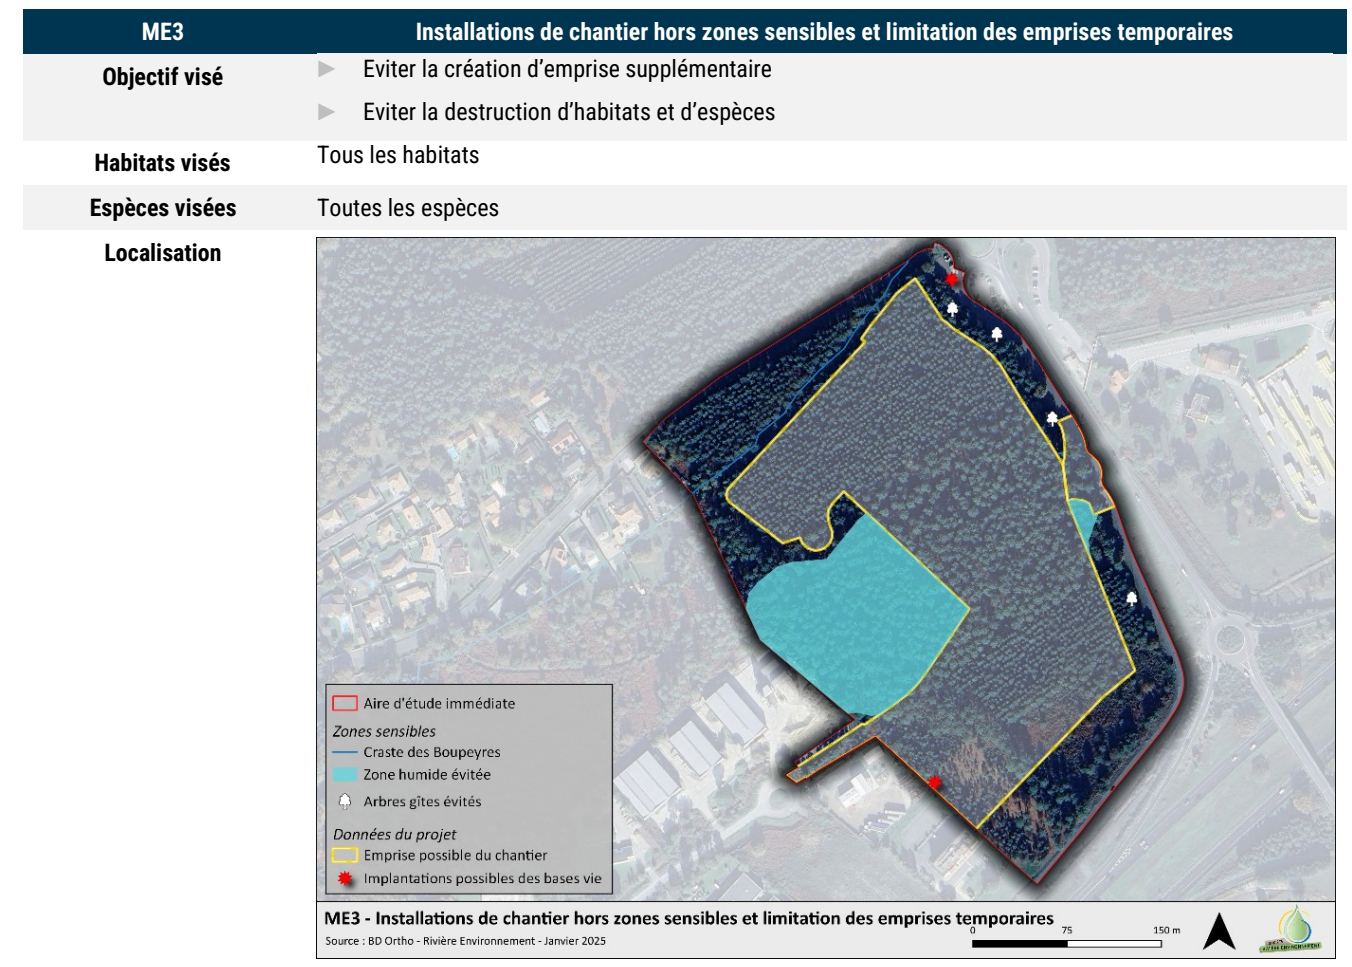 ME3
Installations de chantier hors zones sensibles et limitation des emprises temporaires
Objectif visé
► Eviter la création d’emprise supplémentaire
► Eviter la destruction d’habitats et d’espèces
Habitats visés
Tous les habitats
Espèces visées
Toutes les espèces
Localisation
Aire d'étude immédiate
Zones sensibles
Craste des Boupeyres
Zone humide évitée
Arbres gîtes évités
Données du projet
Emprise possible du chantier
Implantations possibles des bases vie
ME3 - Installations de chantier hors zones sensibles et limitation des emprises temporaires
Source : BD Ortho - Rivière Environnement - Janvier 2025
0 75 150 m